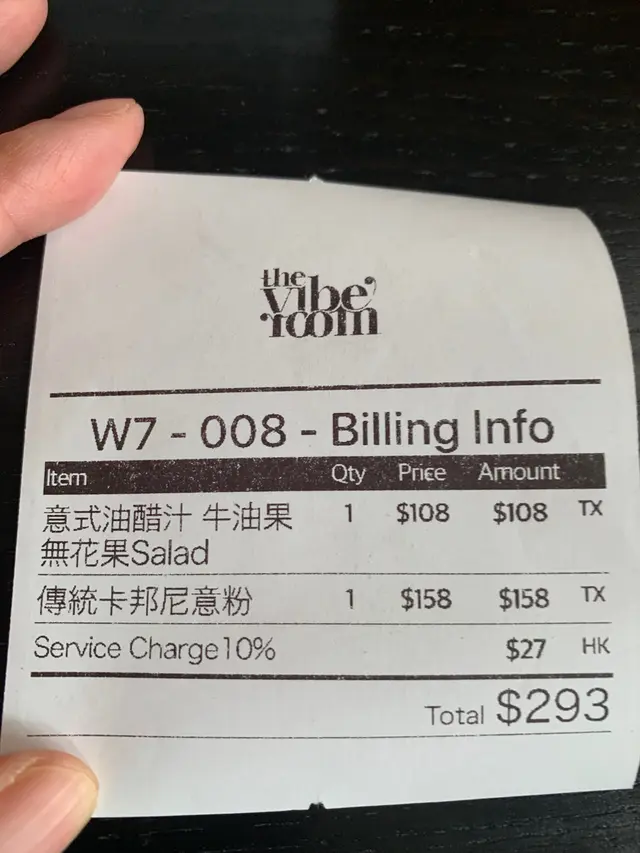 the
vibe
room
W7 - 008 - Billing Info
Item Qty Price Amount
意式油醋汁 牛油果 1 $108 $108 TX
無花果Salad
傳統卡邦尼意粉 1 $158 $158 TX
Service Charge10% $27 HK
Total $293